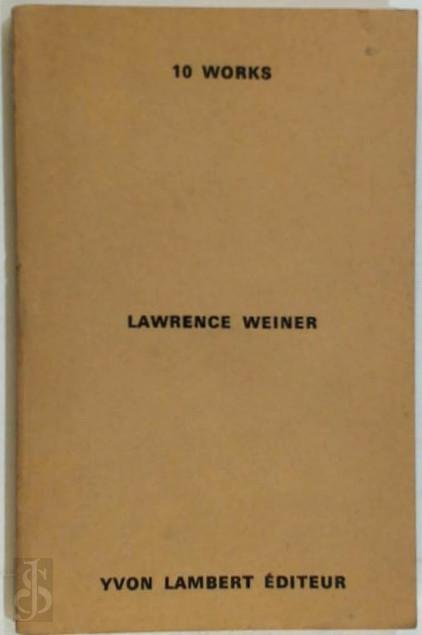 10 WORKS
LAWRENCE WEINER
YVON LAMBERT ÉDITEUR